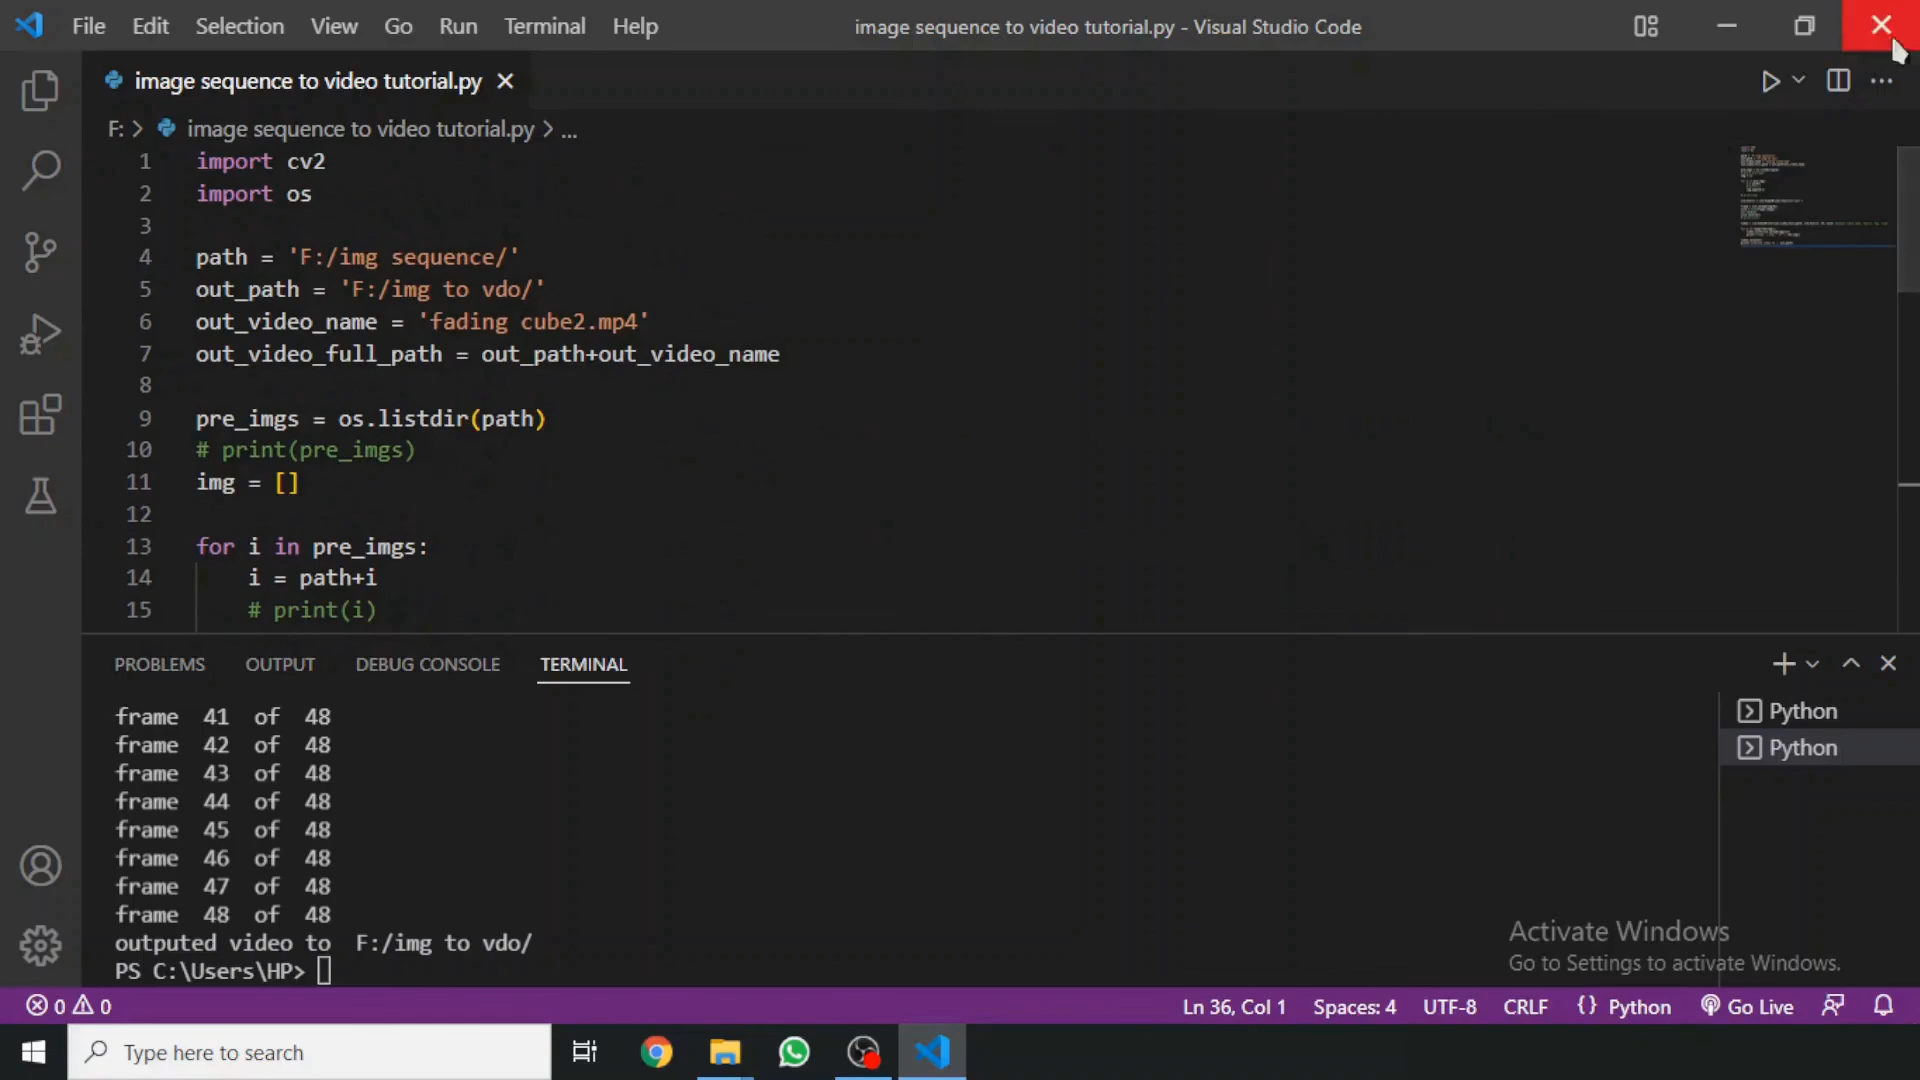 File Edit Selection View Go Run Terminal Help image sequence to video tutorial.py - Visual Studio Code
image sequence to video tutorial.py
F: > image sequence to video tutorial.py > ...
1 import cv2
2 import os
3
4 path = 'F:/img sequence/'
5 out_path = 'F:/img to vdo/'
6 out_video_name = 'fading cube2.mp4'
7 out_video_full_path = out_path+out_video_name
8
9 pre_imgs = os.listdir(path)
10 # print(pre_imgs)
11 img = []
12
13 for i in pre_imgs:
14 i = path+i
15 # print(i)
PROBLEMS OUTPUT DEBUG CONSOLE TERMINAL
frame 41 of 48
frame 42 of 48
frame 43 of 48
frame 44 of 48
frame 45 of 48
frame 46 of 48
frame 47 of 48
frame 48 of 48
outputed video to F:/img to vdo/
PS C:\Users\HP>
Python
Python
Activate Windows
Go to Settings to activate Windows.
0 0 Ln 36, Col 1 Spaces: 4 UTF-8 CRLF {} Python Go Live
Type here to search